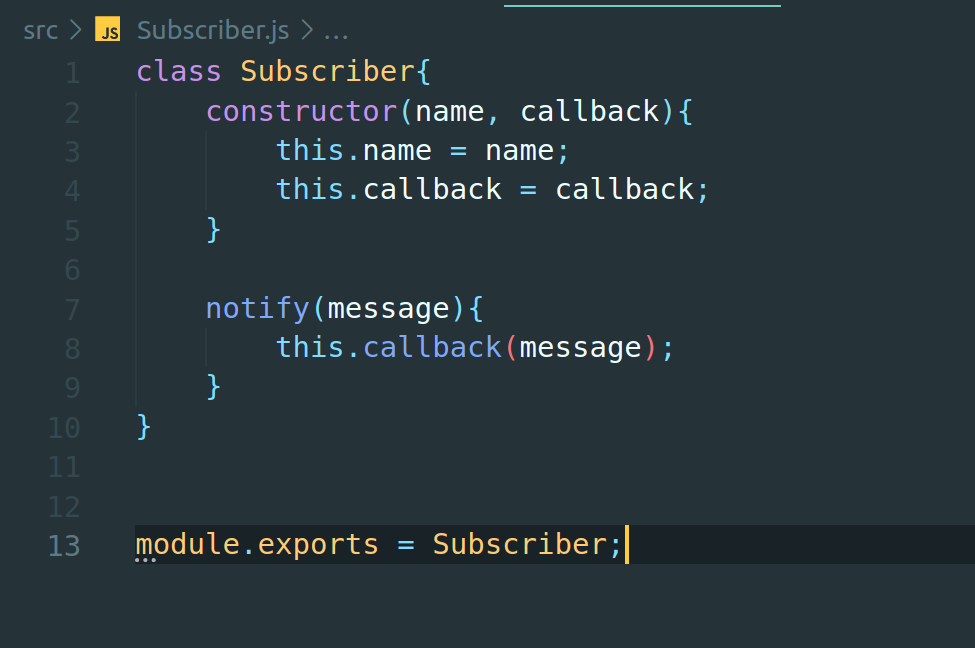 src > JS Subscriber.js > ...
1 class Subscriber{
2     constructor(name, callback){
3         this.name = name;
4         this.callback = callback;
5     }
6
7     notify(message){
8         this.callback(message);
9     }
10 }
11
12
13 module.exports = Subscriber;